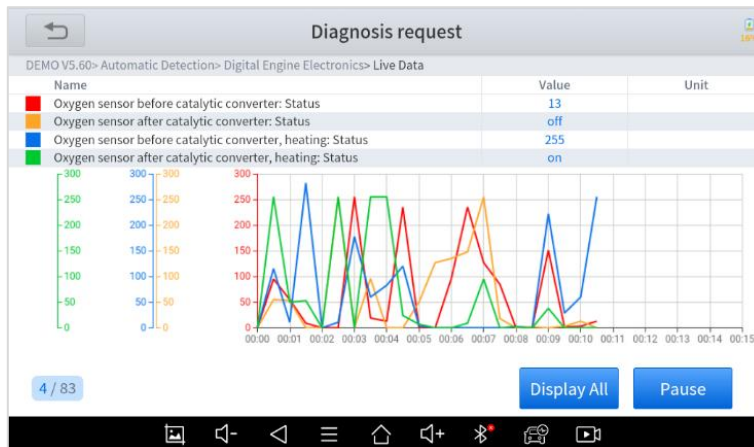 Diagnosis request
DEMO V5.60> Automatic Detection> Digital Engine Electronics> Live Data
Name Value Unit
Oxygen sensor before catalytic converter: Status 13
Oxygen sensor after catalytic converter: Status off
Oxygen sensor before catalytic converter, heating: Status 255
Oxygen sensor after catalytic converter, heating: Status on
300 300 300 300
250 250 250 250
200 200 200 200
150 150 150 150
100 100 100 100
50 50 50 50
0 0 0 0
00:00 00:01 00:02 00:03 00:04 00:05 00:06 00:07 00:08 00:09 00:10 00:11 00:12 00:13 00:14 00:15
4 / 83
Display All Pause